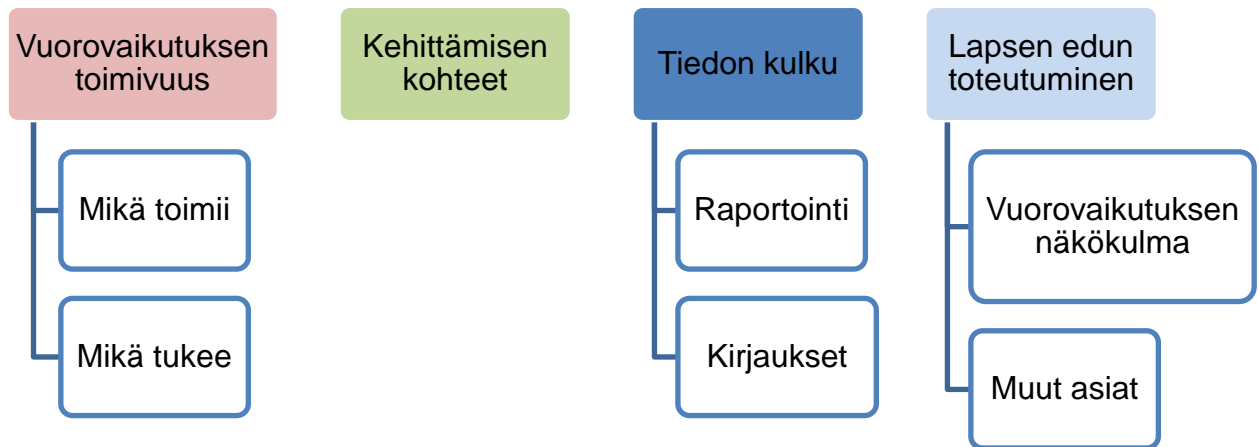 Vuorovaikutuksen
toimivuus
Mikä toimii
Mikä tukee
Kehittämisen
kohteet
Tiedon kulku
Raportointi
Kirjaukset
Lapsen edun
toteutuminen
Vuorovaikutuksen
näkökulma
Muut asiat